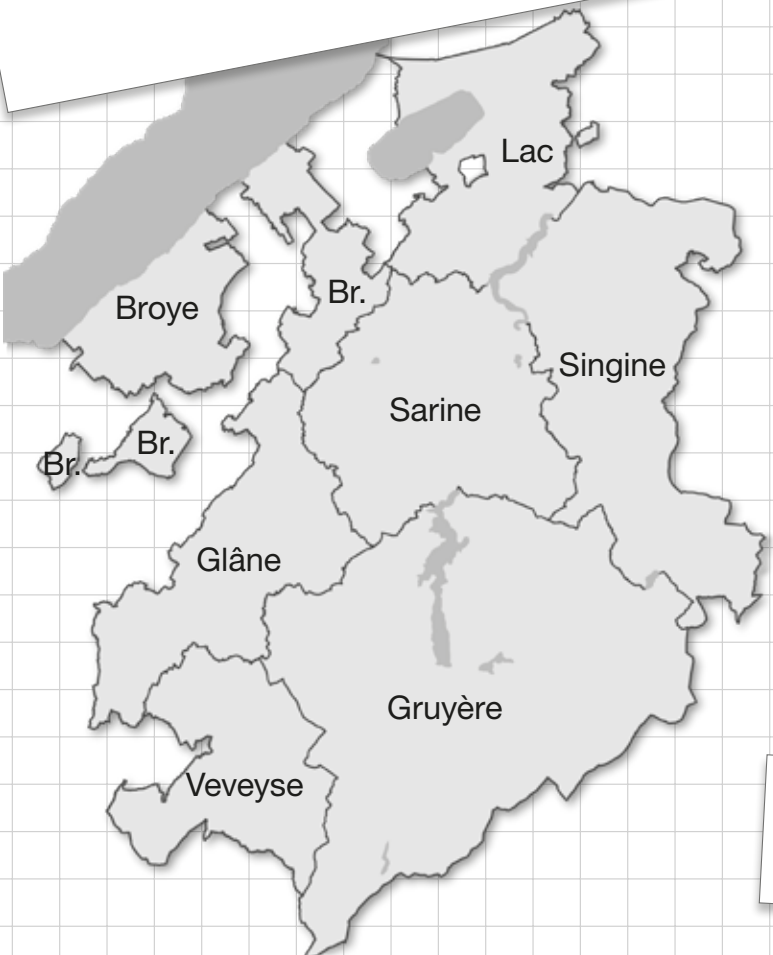 Lac
Br.
Broye
Singine
Sarine
Br.
Br.
Glâne
Gruyère
Veveyse